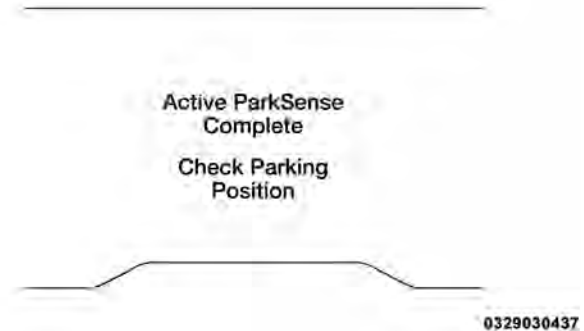 Active ParkSense
Complete
Check Parking
Position
0329030437